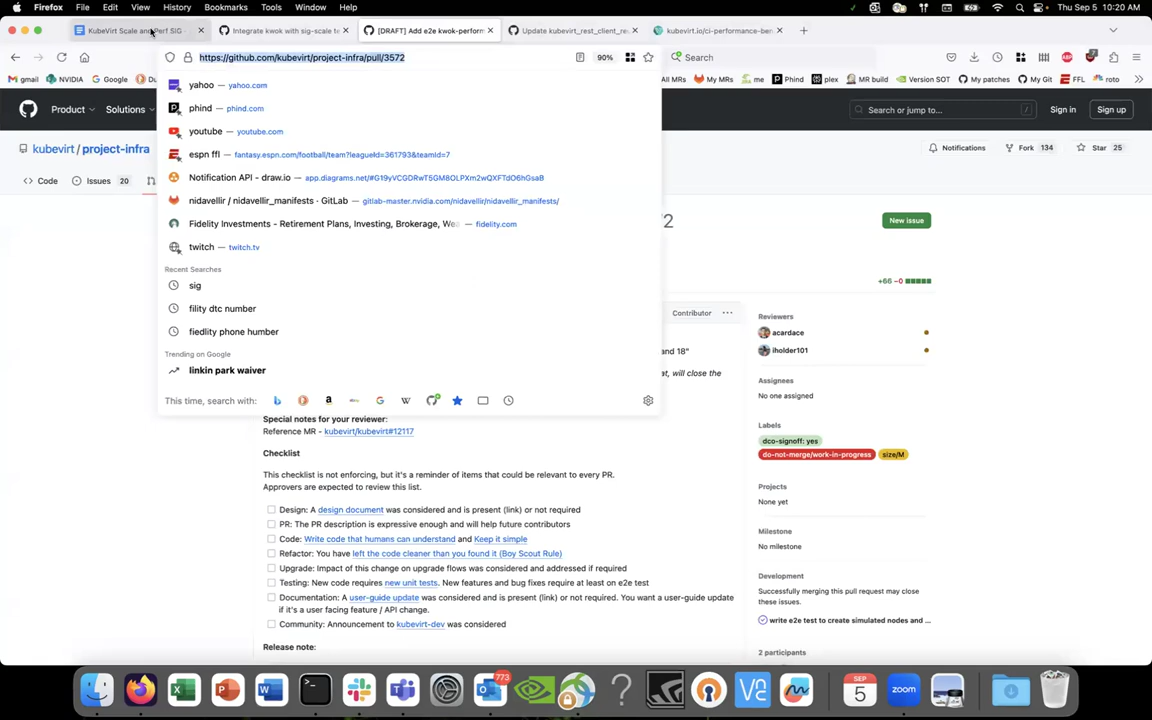 Firefox File Edit View History Bookmarks Tools Window Help Thu Sep 5 10:20 AM
KubeVirt Scale and Perf SIG - Integrate kwok with sig-scale t [DRAFT] Add e2e kwok-perform Update kubevirt_rest_client_re kubevirt.io/ci-performance-ben
https://github.com/kubevirt/project-infra/pull/3572 90% Search
gmail NVIDIA Google Du All MRs My MRs me Phind plex MR build Version SOT My patches My Git FFL roto
yahoo — yahoo.com
Product Solutions Search or jump to... Sign in Sign up
phind — phind.com
youtube — youtube.com
kubevirt / project-infra Notifications Fork 134 Star 25
espn ffl — fantasy.espn.com/football/team?leagueId=361793&teamId=7
Code Issues 20
Notification API - draw.io — app.diagrams.net/#G19yVCGDRwT5GM8OLPXm2wQXFTdO6hGsaB
nidavellir / nidavellir_manifests · GitLab — gitlab-master.nvidia.com/nidavellir/nidavellir_manifests/
Fidelity Investments - Retirement Plans, Investing, Brokerage, We — fidelity.com
2 New issue
twitch — twitch.tv
Recent Searches
sig
+66 −0
fility dtc number
Contributor
Reviewers
fiedlity phone humber
acardace
and 18"
iholder101
Trending on Google
linkin park waiver
at, will close the
Assignees
No one assigned
This time, search with:
Special notes for your reviewer:
Labels
Reference MR - kubevirt/kubevirt#12117
dco-signoff: yes
Checklist
do-not-merge/work-in-progress size/M
This checklist is not enforcing, but it's a reminder of items that could be relevant to every PR.
Approvers are expected to review this list.
Projects
None yet
Design: A design document was considered and is present (link) or not required
PR: The PR description is expressive enough and will help future contributors
Milestone
Code: Write code that humans can understand and Keep it simple
No milestone
Refactor: You have left the code cleaner than you found it (Boy Scout Rule)
Upgrade: Impact of this change on upgrade flows was considered and addressed if required
Development
Testing: New code requires new unit tests. New features and bug fixes require at least on e2e test
Successfully merging this pull request may close
these issues.
Documentation: A user-guide update was considered and is present (link) or not required. You want a user-guide update
if it's a user facing feature / API change.
write e2e test to create simulated nodes and ...
Community: Announcement to kubevirt-dev was considered
Release note:
2 participants
773
SEP
5
zoom